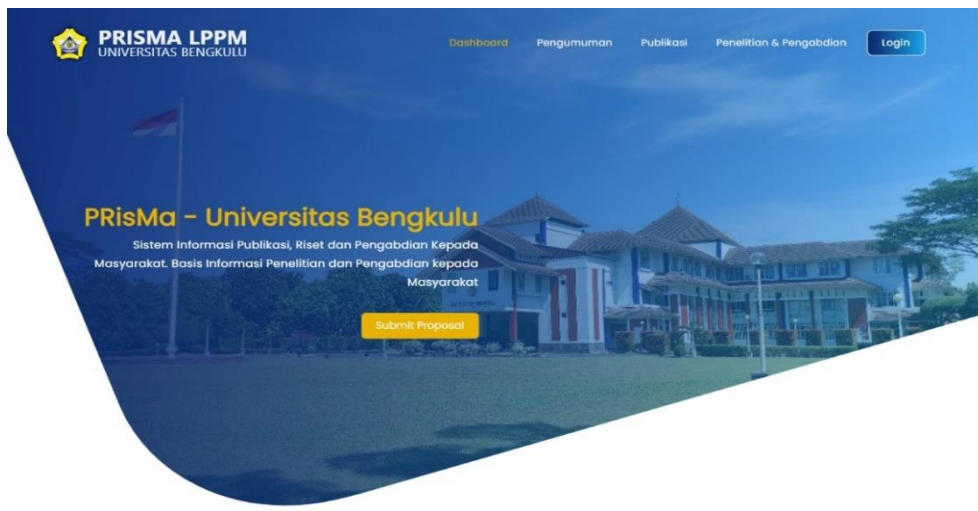 PRISMA LPPM
UNIVERSITAS BENGKULU
Dashboard
Pengumuman
Publikasi
Penelitian & Pengabdian
Login
PRisMa - Universitas Bengkulu
Sistem Informasi Publikasi, Riset dan Pengabdian Kepada
Masyarakat. Basis Informasi Penelitian dan Pengabdian kepada
Masyarakat
Submit Proposal